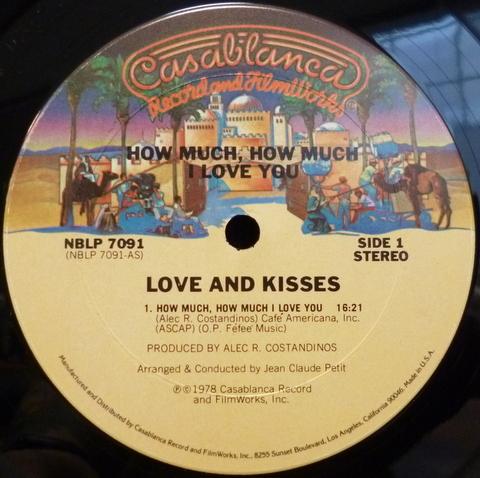 Casablanca
Record and FilmWorks
HOW MUCH, HOW MUCH
I LOVE YOU
NBLP 7091
(NBLP 7091-AS)
SIDE 1
STEREO
LOVE AND KISSES
1. HOW MUCH, HOW MUCH I LOVE YOU 16:21
(Alec R. Costandinos) Café Americana, Inc.
(ASCAP) (O.P. Féfee Music)
PRODUCED BY ALEC R. COSTANDINOS
Arranged & Conducted by Jean Claude Petit
℗©1978 Casablanca Record
and FilmWorks, Inc.
Manufactured and Distributed by Casablanca Record and FilmWorks, Inc., 8255 Sunset Boulevard, Los Angeles, California 90046. Made in U.S.A.